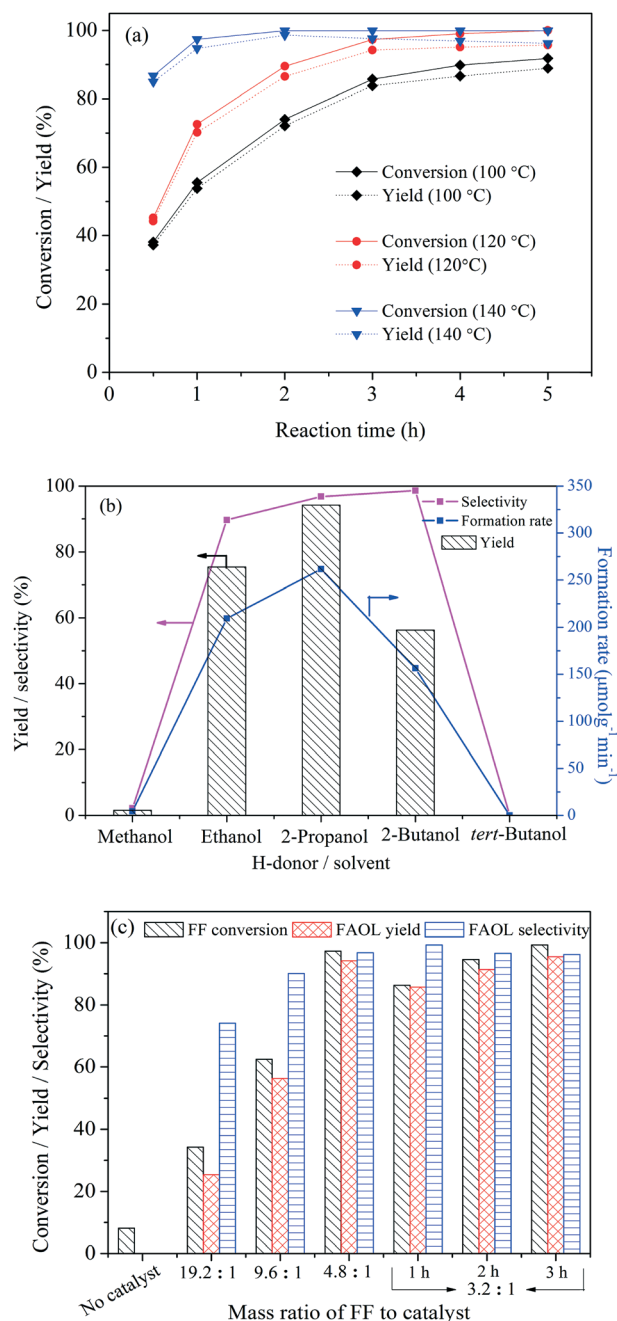 (a)
100
80
60
40
20
0
Conversion / Yield (%)
Conversion (100 °C)
Yield (100 °C)
Conversion (120 °C)
Yield (120°C)
Conversion (140 °C)
Yield (140 °C)
0 1 2 3 4 5
Reaction time (h)
(b)
100
80
60
40
20
0
Yield / selectivity (%)
Selectivity
Formation rate
Yield
350
300
250
200
150
100
50
0
Formation rate (μmolg⁻¹min⁻¹)
Methanol Ethanol 2-Propanol 2-Butanol tert-Butanol
H-donor / solvent
(c)
FF conversion FAOL yield FAOL selectivity
100
80
60
40
20
0
Conversion / Yield / Selectivity (%)
No catalyst 19.2 : 1 9.6 : 1 4.8 : 1 1 h 2 h 3 h
3.2 : 1
Mass ratio of FF to catalyst